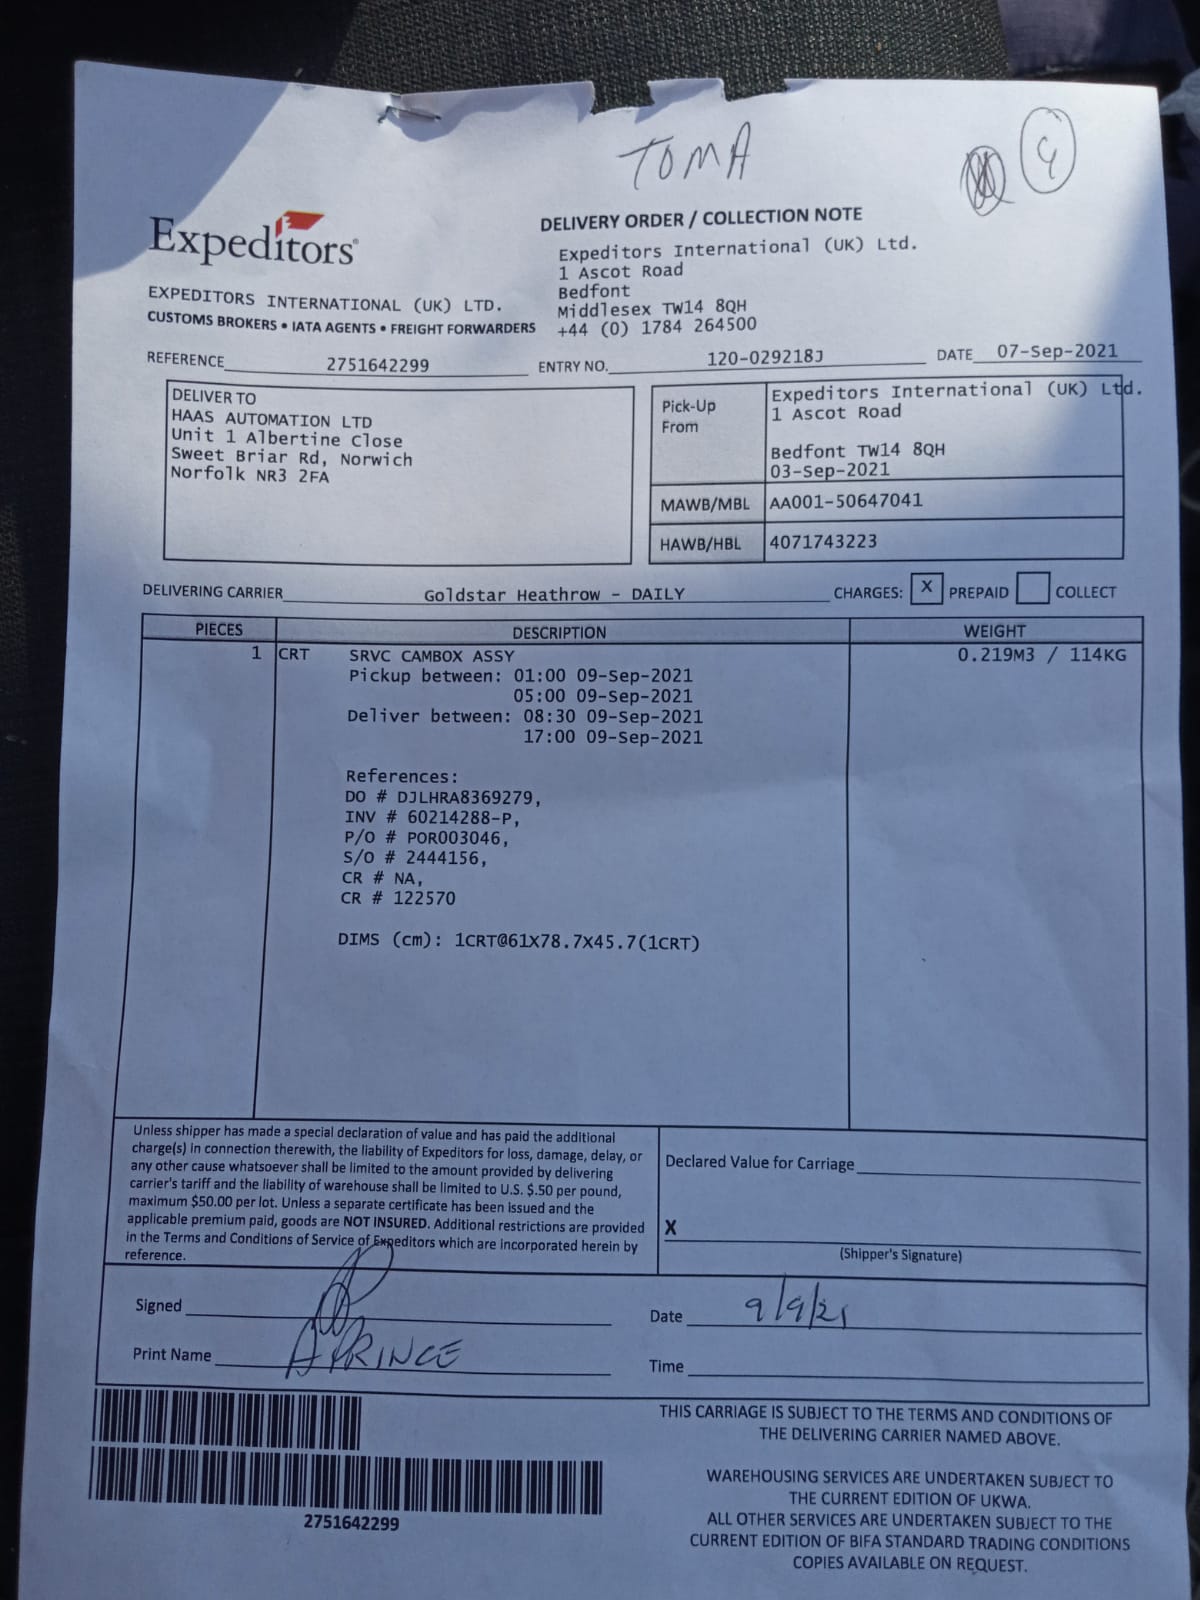 TOMA
Expeditors®
EXPEDITORS INTERNATIONAL (UK) LTD.
CUSTOMS BROKERS • IATA AGENTS • FREIGHT FORWARDERS
DELIVERY ORDER / COLLECTION NOTE
Expeditors International (UK) Ltd.
1 Ascot Road
Bedfont
Middlesex TW14 8QH
+44 (0) 1784 264500
REFERENCE 2751642299 ENTRY NO. 120-029218J DATE 07-Sep-2021
DELIVER TO
HAAS AUTOMATION LTD
Unit 1 Albertine Close
Sweet Briar Rd, Norwich
Norfolk NR3 2FA
Pick-Up
From
Expeditors International (UK) Ltd.
1 Ascot Road
Bedfont TW14 8QH
03-Sep-2021
MAWB/MBL AA001-50647041
HAWB/HBL 4071743223
DELIVERING CARRIER Goldstar Heathrow - DAILY CHARGES: X PREPAID COLLECT
PIECES DESCRIPTION WEIGHT
1 CRT SRVC CAMBOX ASSY 0.219M3 / 114KG
Pickup between: 01:00 09-Sep-2021
05:00 09-Sep-2021
Deliver between: 08:30 09-Sep-2021
17:00 09-Sep-2021
References:
DO # DJLHRA8369279,
INV # 60214288-P,
P/O # POR003046,
S/O # 2444156,
CR # NA,
CR # 122570
DIMS (cm): 1CRT@61X78.7X45.7(1CRT)
Unless shipper has made a special declaration of value and has paid the additional
charge(s) in connection therewith, the liability of Expeditors for loss, damage, delay, or
any other cause whatsoever shall be limited to the amount provided by delivering
carrier's tariff and the liability of warehouse shall be limited to U.S. $.50 per pound,
maximum $50.00 per lot. Unless a separate certificate has been issued and the
applicable premium paid, goods are NOT INSURED. Additional restrictions are provided
in the Terms and Conditions of Service of Expeditors which are incorporated herein by
reference.
Declared Value for Carriage
X
(Shipper's Signature)
Signed
Date 9/9/21
Print Name A PRINCE
Time
2751642299
THIS CARRIAGE IS SUBJECT TO THE TERMS AND CONDITIONS OF
THE DELIVERING CARRIER NAMED ABOVE.
WAREHOUSING SERVICES ARE UNDERTAKEN SUBJECT TO
THE CURRENT EDITION OF UKWA.
ALL OTHER SERVICES ARE UNDERTAKEN SUBJECT TO THE
CURRENT EDITION OF BIFA STANDARD TRADING CONDITIONS
COPIES AVAILABLE ON REQUEST.